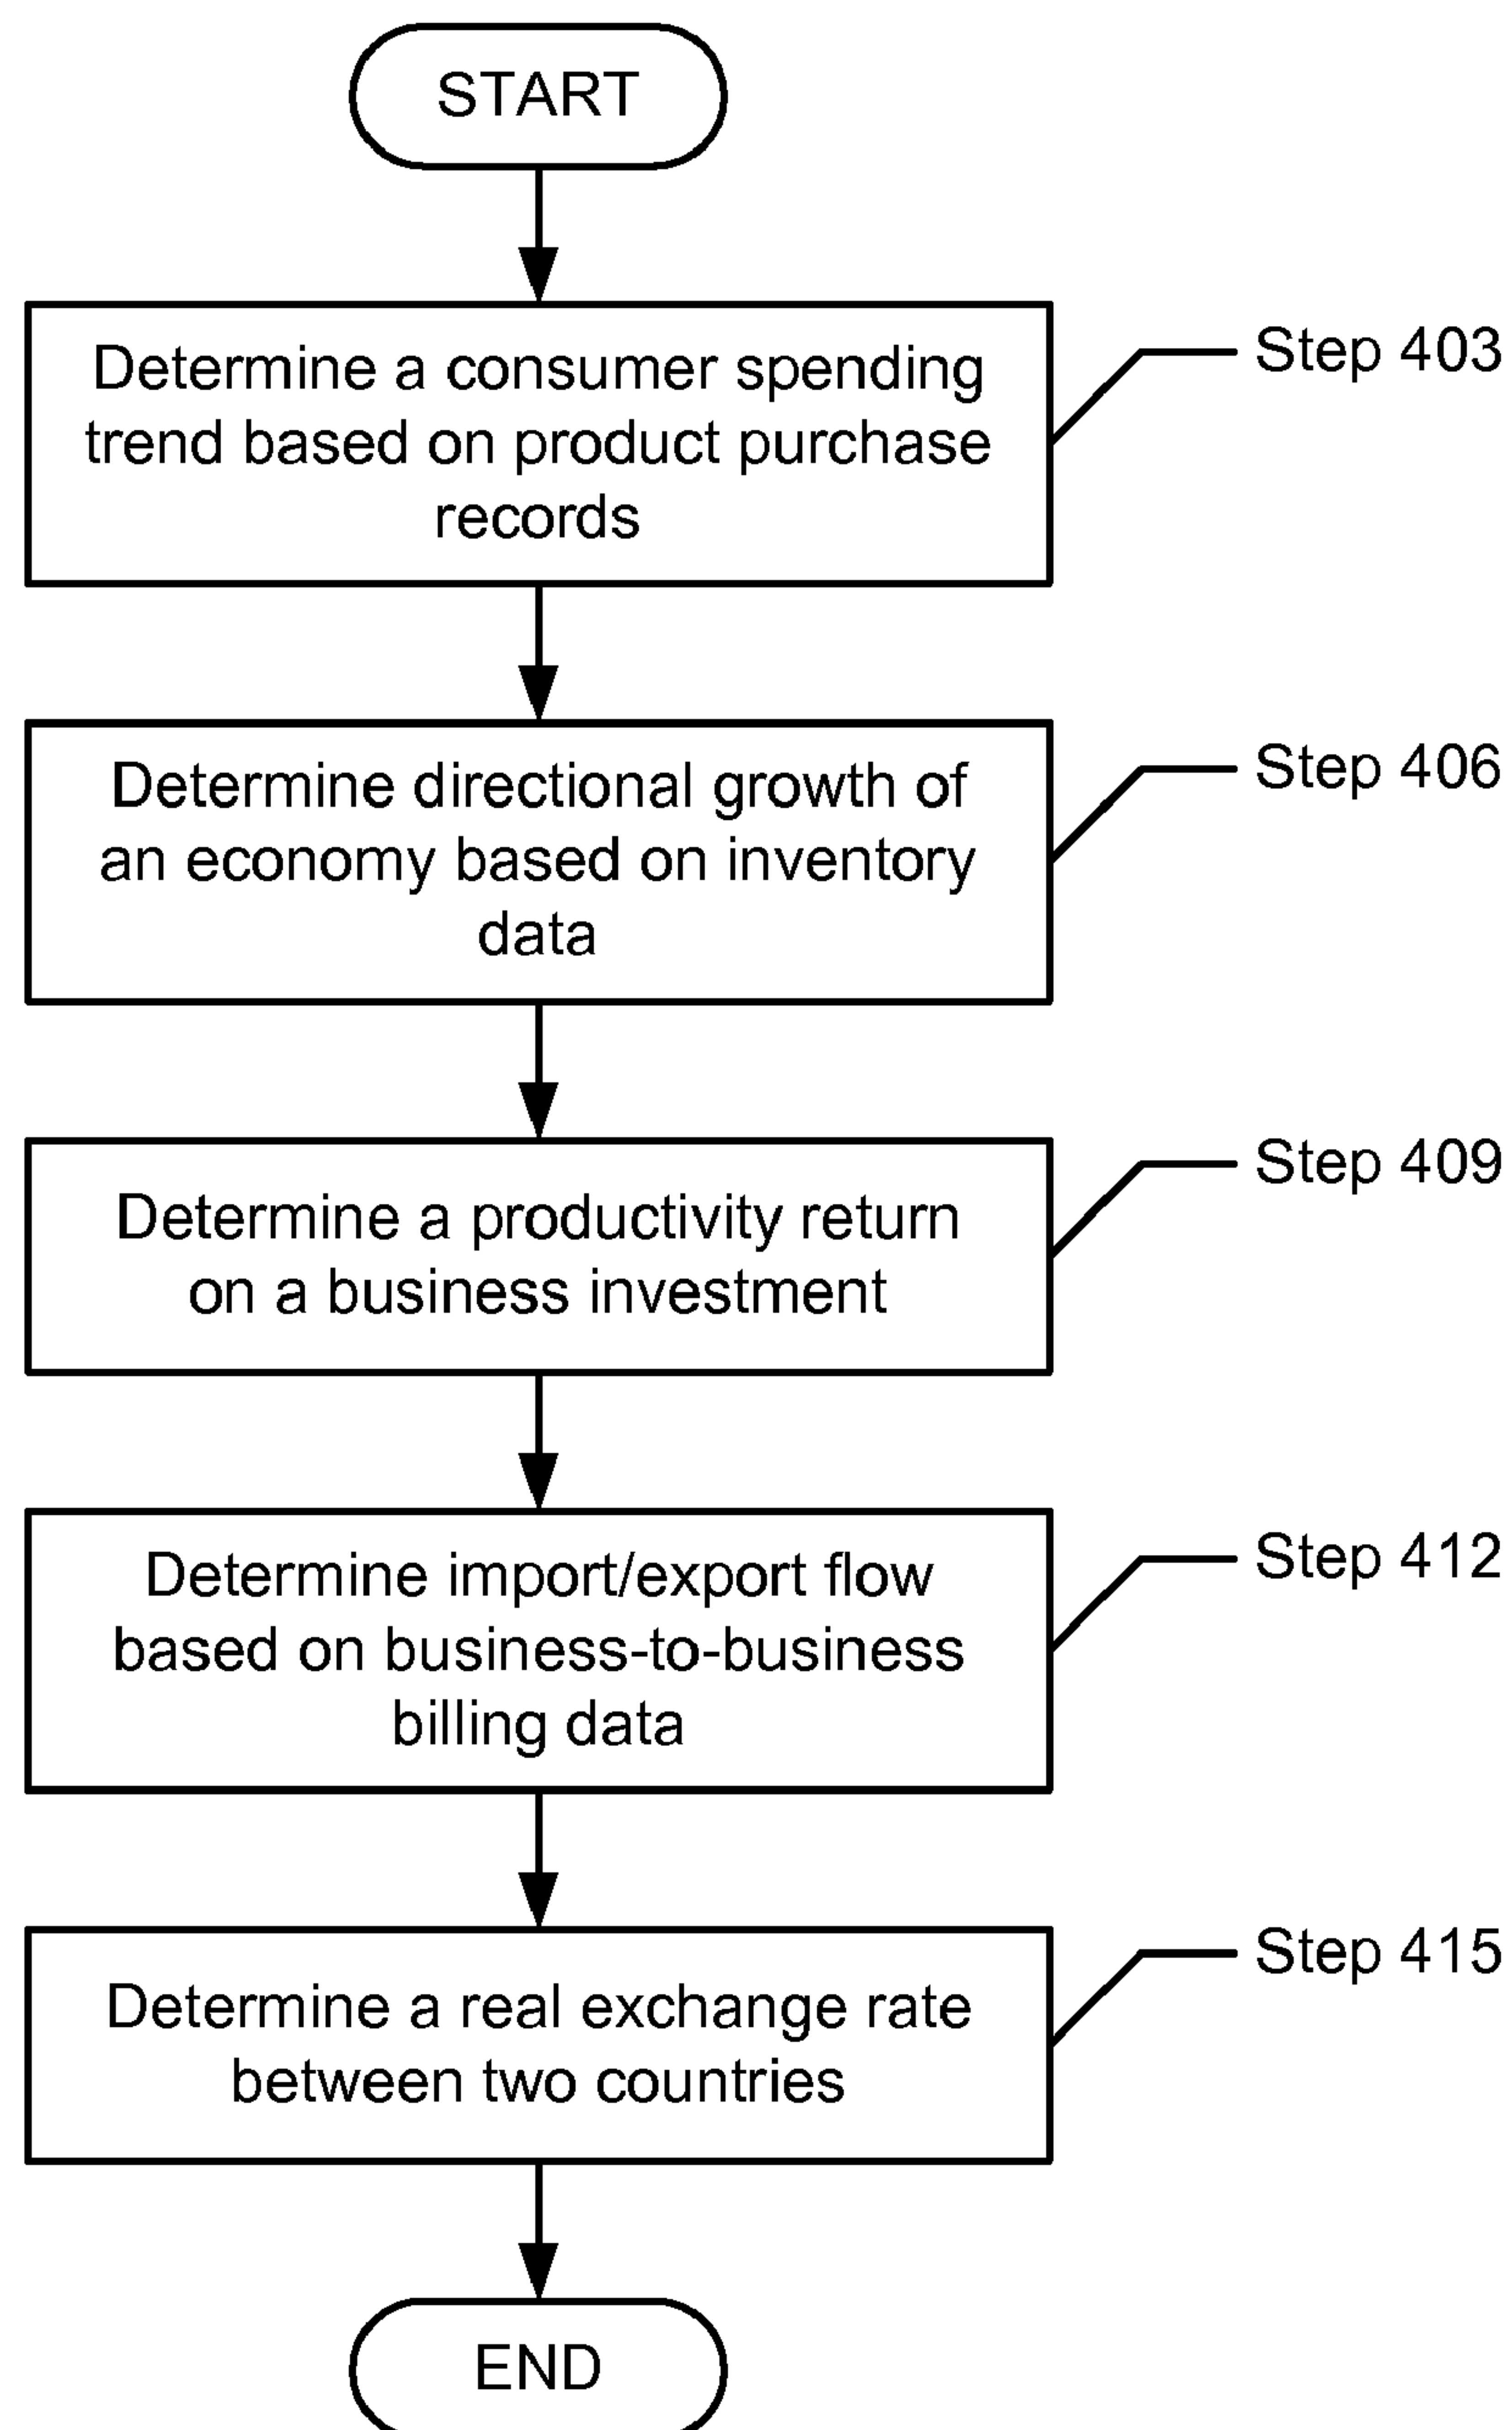 START
Determine a consumer spending
trend based on product purchase
records
Step 403
Determine directional growth of
an economy based on inventory
data
Step 406
Determine a productivity return
on a business investment
Step 409
Determine import/export flow
based on business-to-business
billing data
Step 412
Determine a real exchange rate
between two countries
Step 415
END